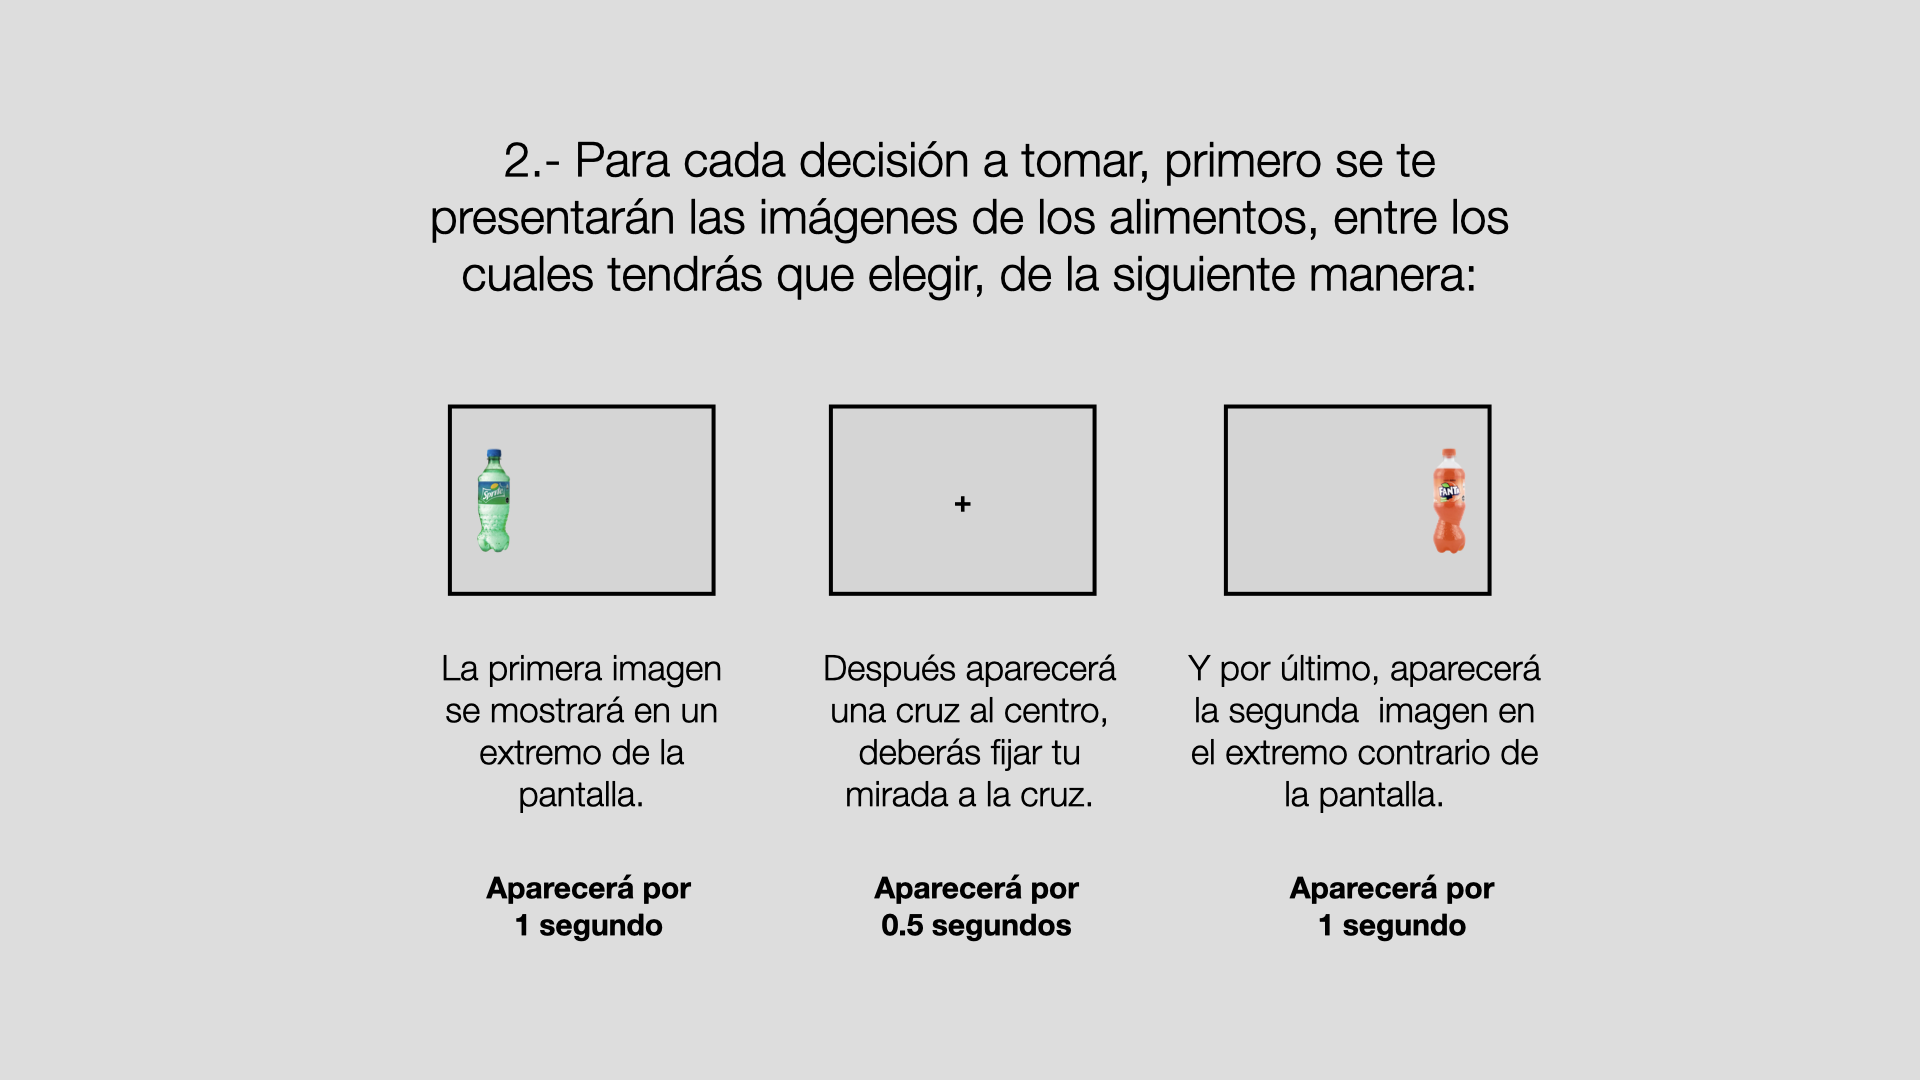 2.- Para cada decisión a tomar, primero se te
presentarán las imágenes de los alimentos, entre los
cuales tendrás que elegir, de la siguiente manera:
Sprite
+
FANTA
La primera imagen
se mostrará en un
extremo de la
pantalla.
Después aparecerá
una cruz al centro,
deberás fijar tu
mirada a la cruz.
Y por último, aparecerá
la segunda  imagen en
el extremo contrario de
la pantalla.
Aparecerá por
1 segundo
Aparecerá por
0.5 segundos
Aparecerá por
1 segundo